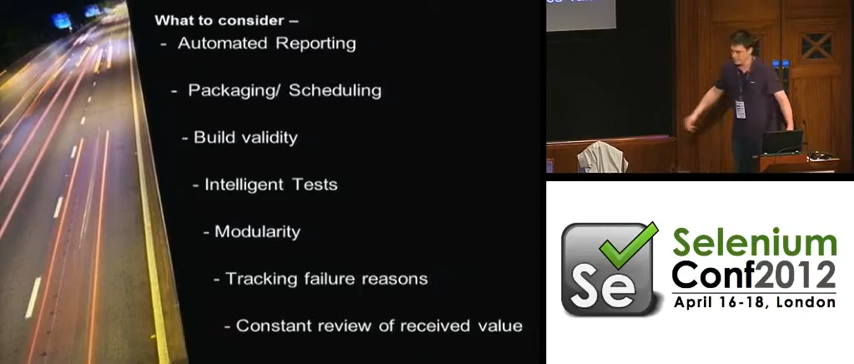 What to consider –
- Automated Reporting
- Packaging/ Scheduling
- Build validity
- Intelligent Tests
- Modularity
- Tracking failure reasons
- Constant review of received value
Se
Selenium
Conf2012
April 16-18, London